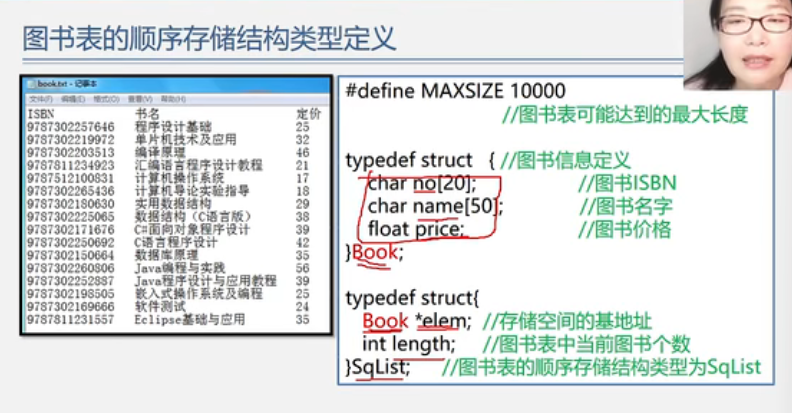 图书表的顺序存储结构类型定义
book.txt - 记事本
文件(F) 编辑(E) 格式(O) 查看(V) 帮助(H)
ISBN 书名 定价
9787302257646 程序设计基础 25
9787302219972 单片机技术及应用 32
9787302203513 编译原理 46
9787811234923 汇编语言程序设计教程 21
9787512100831 计算机操作系统 17
9787302265436 计算机导论实验指导 18
9787302180630 实用数据结构 29
9787302225065 数据结构(C语言版) 38
9787302171676 C#面向对象程序设计 39
9787302250692 C语言程序设计 42
9787302150664 数据库原理 35
9787302260806 Java编程与实践 56
9787302252887 Java程序设计与应用教程 39
9787302198505 嵌入式操作系统及编程 25
9787302169666 软件测试 24
9787811231557 Eclipse基础与应用 35
#define MAXSIZE 10000
//图书表可能达到的最大长度
typedef struct { //图书信息定义
char no[20]; //图书ISBN
char name[50]; //图书名字
float price; //图书价格
}Book;
typedef struct{
Book *elem; //存储空间的基地址
int length; //图书表中当前图书个数
}SqList; //图书表的顺序存储结构类型为SqList